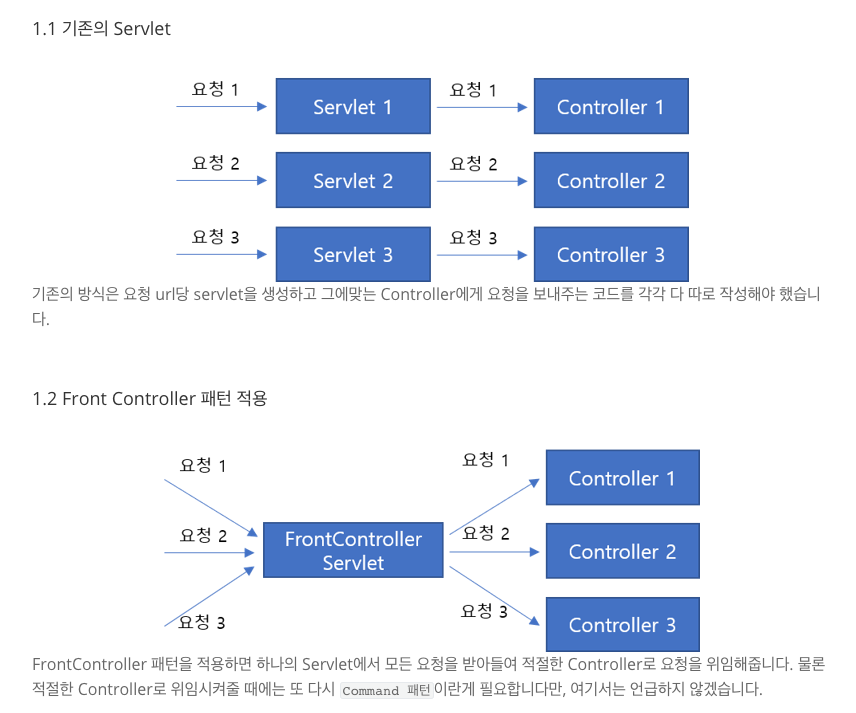 1.1 기존의 Servlet
요청 1
Servlet 1
요청 1
Controller 1
요청 2
Servlet 2
요청 2
Controller 2
요청 3
Servlet 3
요청 3
Controller 3
기존의 방식은 요청 url당 servlet을 생성하고 그에맞는 Controller에게 요청을 보내주는 코드를 각각 다 따로 작성해야 했습니
다.
1.2 Front Controller 패턴 적용
요청 1
요청 2
요청 3
FrontController
Servlet
요청 1
Controller 1
요청 2
Controller 2
요청 3
Controller 3
FrontController 패턴을 적용하면 하나의 Servlet에서 모든 요청을 받아들여 적절한 Controller로 요청을 위임해줍니다. 물론
적절한 Controller로 위임시켜줄 때에는 또 다시 Command 패턴이란게 필요합니다만, 여기서는 언급하지 않겠습니다.